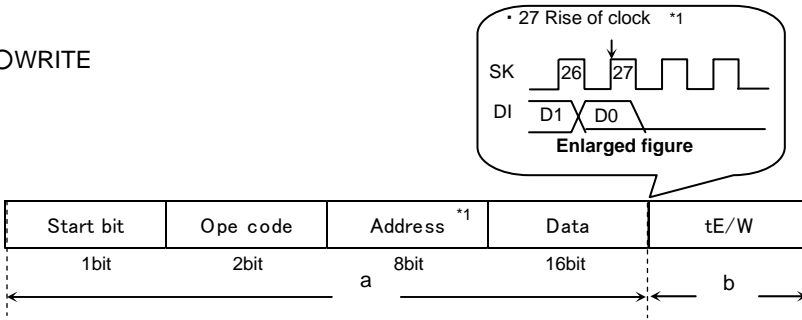 ・27 Rise of clock *1
○WRITE
SK 26 27
DI D1 D0
Enlarged figure
Start bit Ope code Address *1 Data tE/W
1bit 2bit 8bit 16bit
a b